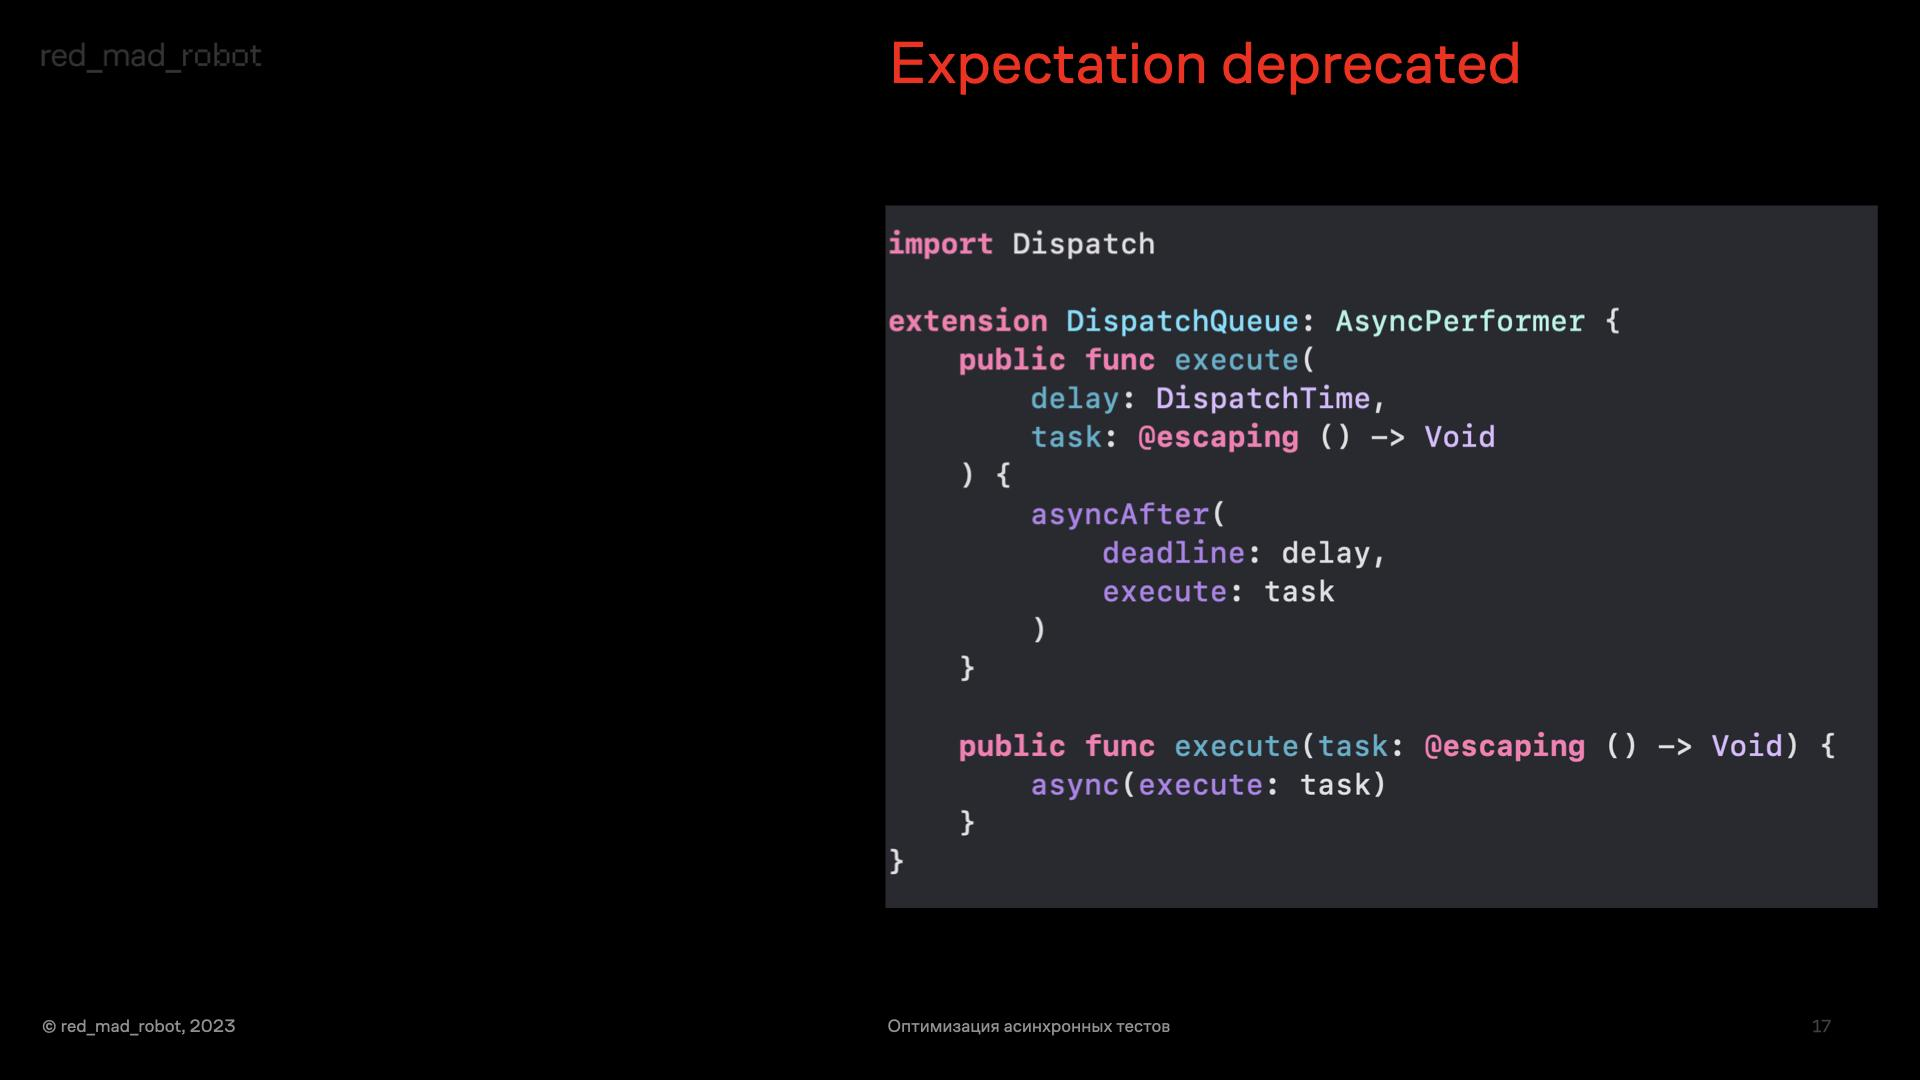 red_mad_robot
Expectation deprecated
import Dispatch
extension DispatchQueue: AsyncPerformer {
    public func execute(
        delay: DispatchTime,
        task: @escaping () -> Void
    ) {
        asyncAfter(
            deadline: delay,
            execute: task
        )
    }
    public func execute(task: @escaping () -> Void) {
        async(execute: task)
    }
}
© red_mad_robot, 2023
Оптимизация асинхронных тестов
17